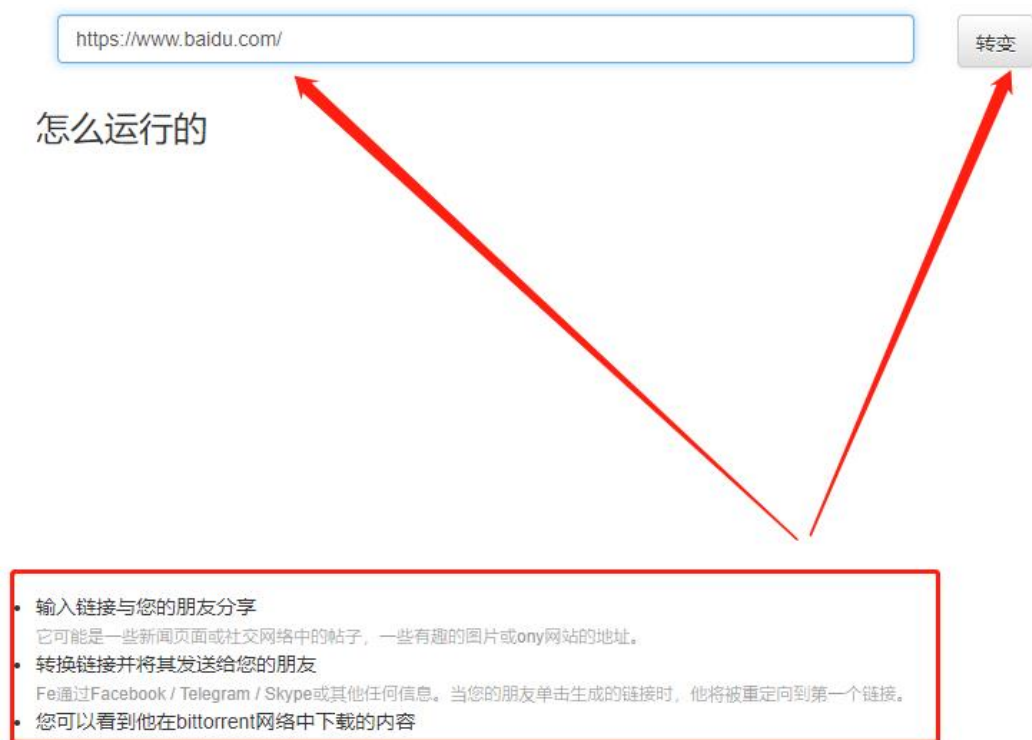 https://www.baidu.com/
转变
怎么运行的
输入链接与您的朋友分享
它可能是一些新闻页面或社交网络中的帖子，一些有趣的图片或ony网站的地址。
转换链接并将其发送给您的朋友
Fe通过Facebook / Telegram / Skype或其他任何信息。当您的朋友单击生成的链接时，他将被重定向到第一个链接。
您可以看到他在bittorrent网络中下载的内容